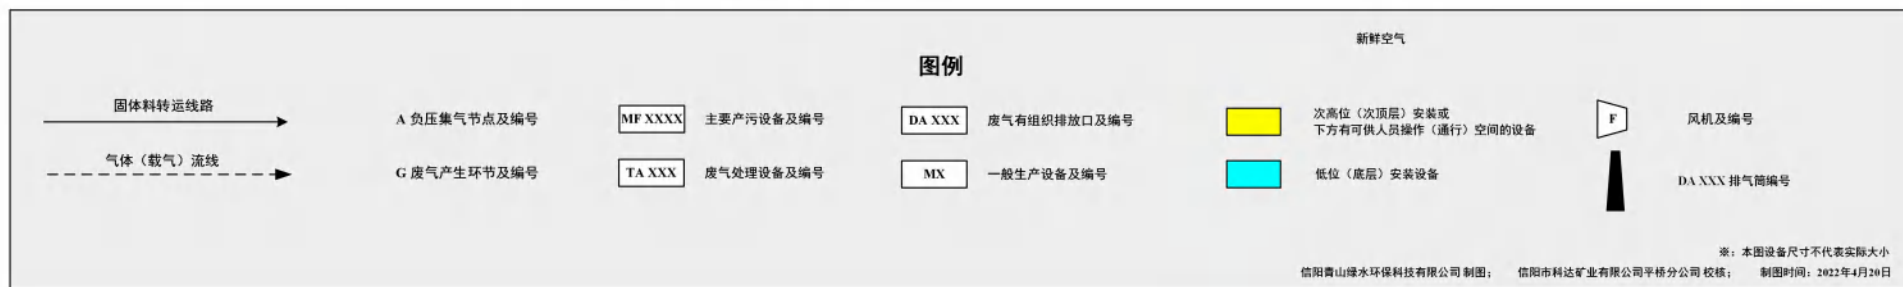 新鲜空气
图例
固体料转运线路
A 负压集气节点及编号
MF XXXX
主要产污设备及编号
DA XXX
废气有组织排放口及编号
次高位（次顶层）安装或
下方有可供人员操作（通行）空间的设备
F
风机及编号
气体（载气）流线
G 废气产生环节及编号
TA XXX
废气处理设备及编号
MX
一般生产设备及编号
低位（底层）安装设备
DA XXX 排气筒编号
※：本图设备尺寸不代表实际大小
信阳青山绿水环保科技有限公司 制图； 信阳市科达矿业有限公司平桥分公司 校核； 制图时间：2022年4月20日